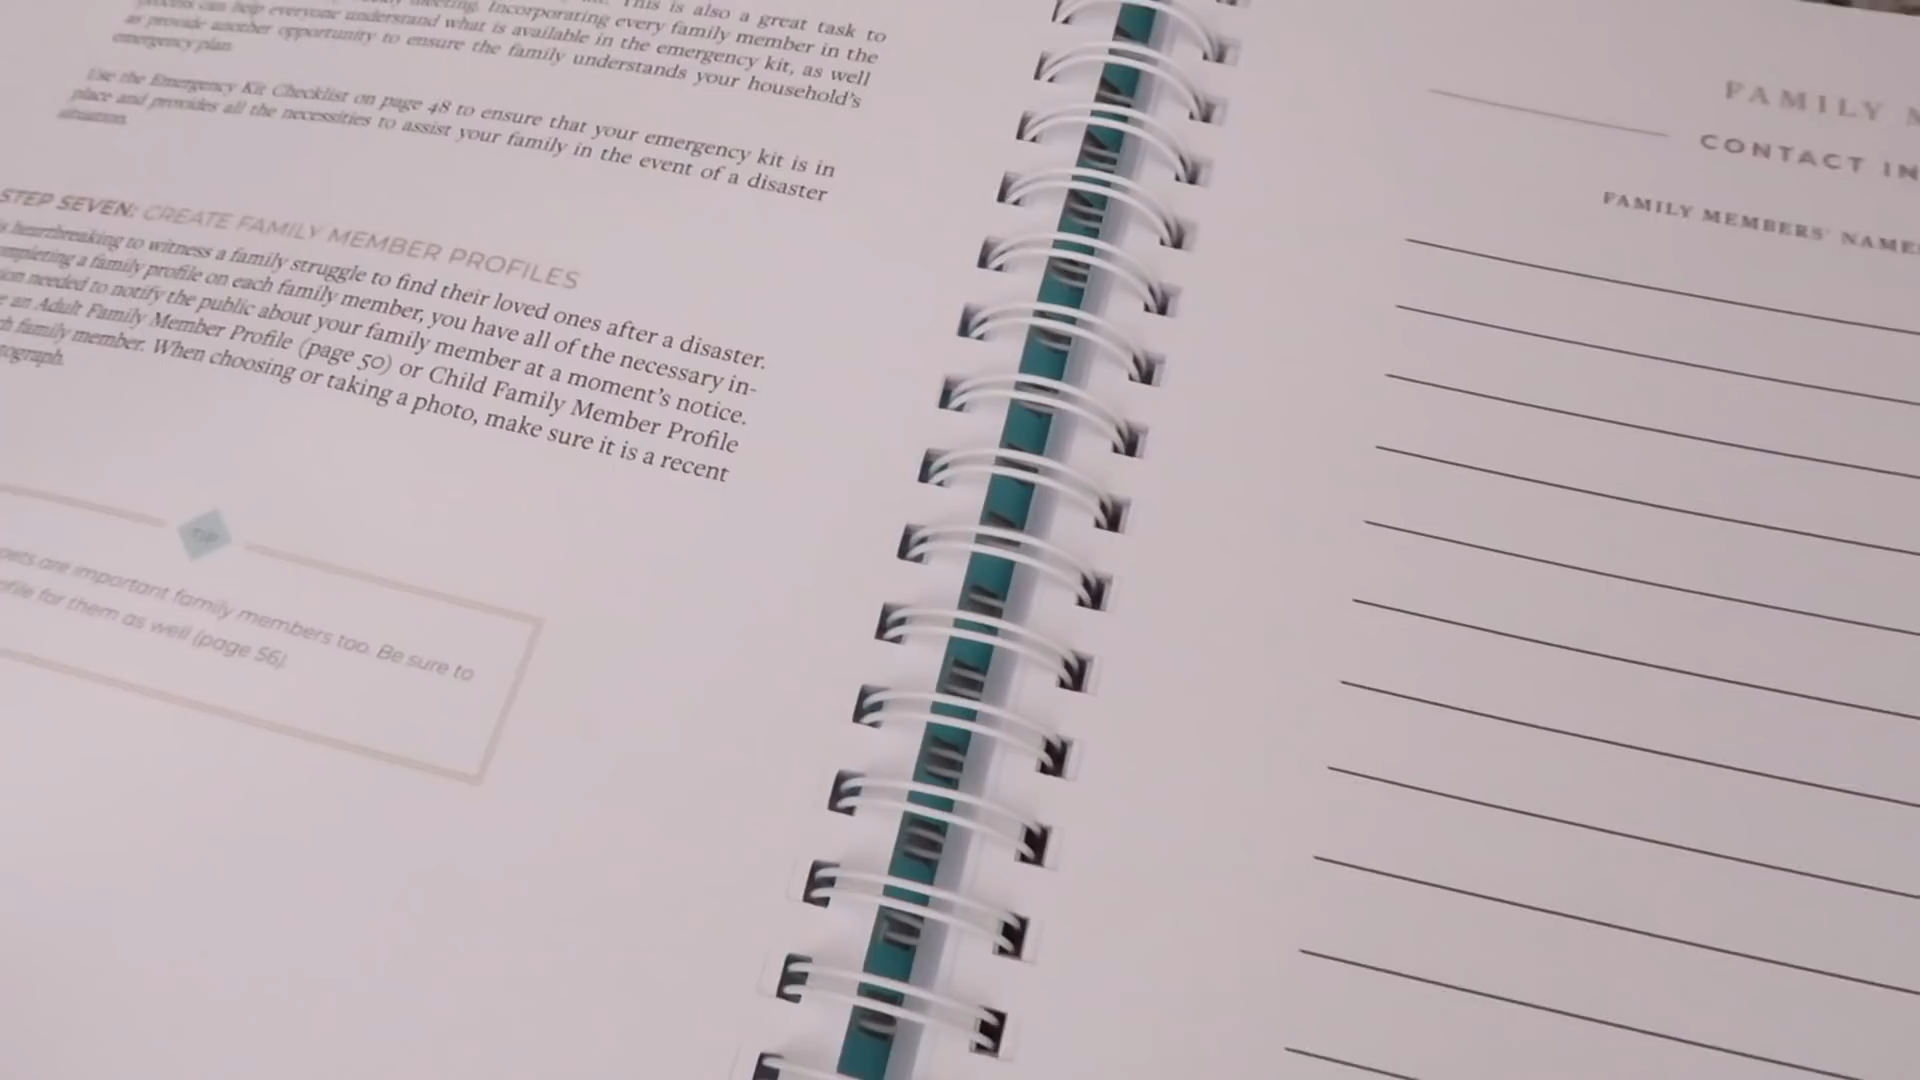 This is also a great task to
meeting. Incorporating every family member in the
process can help everyone understand what is available in the emergency kit, as well
as provide another opportunity to ensure the family understands your household's
emergency plan.
Use the Emergency Kit Checklist on page 48 to ensure that your emergency kit is in
place and provides all the necessities to assist your family in the event of a disaster
situation.
STEP SEVEN: CREATE FAMILY MEMBER PROFILES
is heartbreaking to witness a family struggle to find their loved ones after a disaster.
a family profile on each family member, you have all of the necessary in-
needed to notify the public about your family member at a moment's notice.
an Adult Family Member Profile (page 50) or Child Family Member Profile
family member. When choosing or taking a photo, make sure it is a recent
TIP
pets are important family members too. Be sure to
for them as well (page 56).
FAMILY
CONTACT
FAMILY MEMBERS'